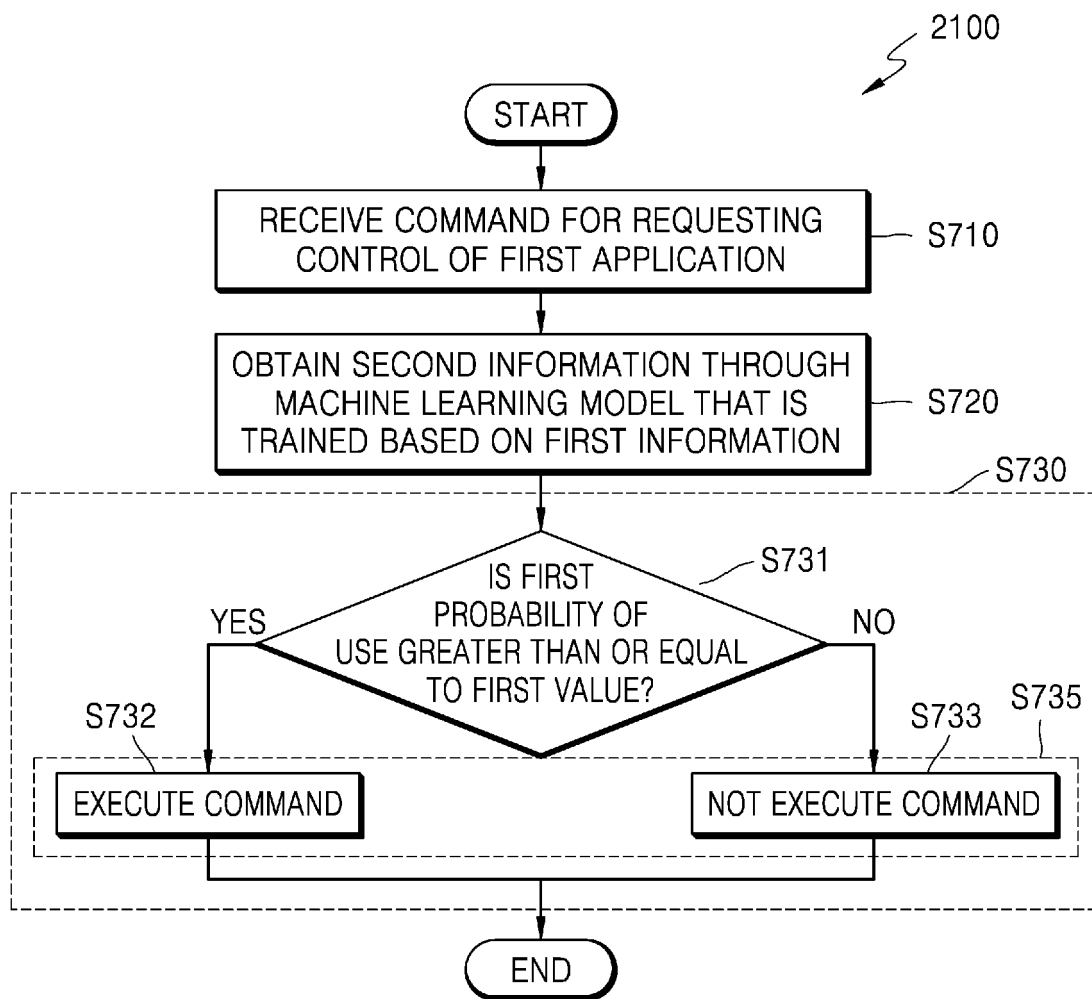 2100
START
RECEIVE COMMAND FOR REQUESTING
CONTROL OF FIRST APPLICATION
S710
OBTAIN SECOND INFORMATION THROUGH
MACHINE LEARNING MODEL THAT IS
TRAINED BASED ON FIRST INFORMATION
S720
S730
IS FIRST
PROBABILITY OF
USE GREATER THAN OR EQUAL
TO FIRST VALUE?
S731
YES
NO
S732
S733
S735
EXECUTE COMMAND
NOT EXECUTE COMMAND
END